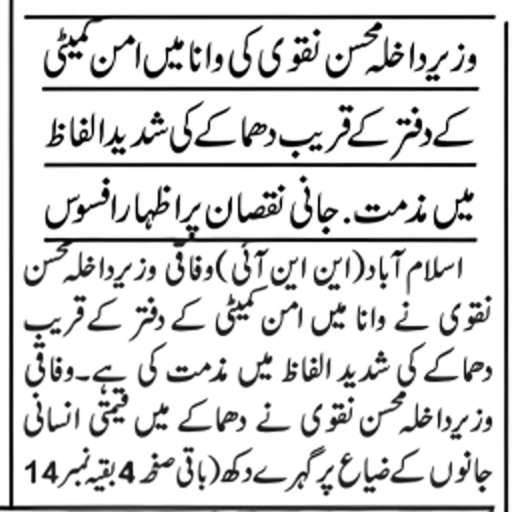 وزیرداخلہ محسن نقوی کی وانا میں امن کمیٹی
کے دفتر کے قریب دھماکے کی شدید الفاظ
میں مذمت. جانی نقصان پر اظہار افسوس
اسلام آباد (این این آئی) وفاقی وزیرداخلہ محسن
نقوی نے وانا میں امن کمیٹی کے دفتر کے قریب
دھماکے کی شدید الفاظ میں مذمت کی ہے۔ وفاقی
وزیرداخلہ محسن نقوی نے دھماکے میں قیمتی انسانی
جانوں کے ضیاع پر گہرے دکھ (باقی صفحہ 4 بقیہ نمبر 14